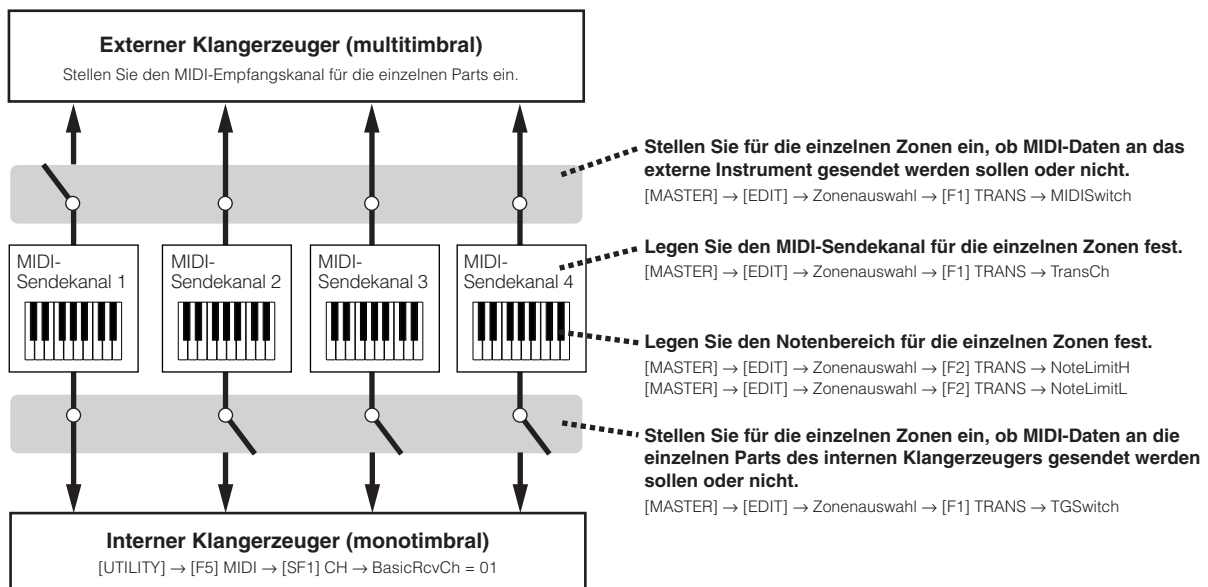 Externer Klangerzeuger (multitimbral)
Stellen Sie den MIDI-Empfangskanal für die einzelnen Parts ein.
Stellen Sie für die einzelnen Zonen ein, ob MIDI-Daten an das
externe Instrument gesendet werden sollen oder nicht.
[MASTER] → [EDIT] → Zonenauswahl → [F1] TRANS → MIDISwitch
MIDI-
Sendekanal 1
MIDI-
Sendekanal 2
MIDI-
Sendekanal 3
MIDI-
Sendekanal 4
Legen Sie den MIDI-Sendekanal für die einzelnen Zonen fest.
[MASTER] → [EDIT] → Zonenauswahl → [F1] TRANS → TransCh
Legen Sie den Notenbereich für die einzelnen Zonen fest.
[MASTER] → [EDIT] → Zonenauswahl → [F2] TRANS → NoteLimitH
[MASTER] → [EDIT] → Zonenauswahl → [F2] TRANS → NoteLimitL
Stellen Sie für die einzelnen Zonen ein, ob MIDI-Daten an die
einzelnen Parts des internen Klangerzeugers gesendet werden
sollen oder nicht.
[MASTER] → [EDIT] → Zonenauswahl → [F1] TRANS → TGSwitch
Interner Klangerzeuger (monotimbral)
[UTILITY] → [F5] MIDI → [SF1] CH → BasicRcvCh = 01